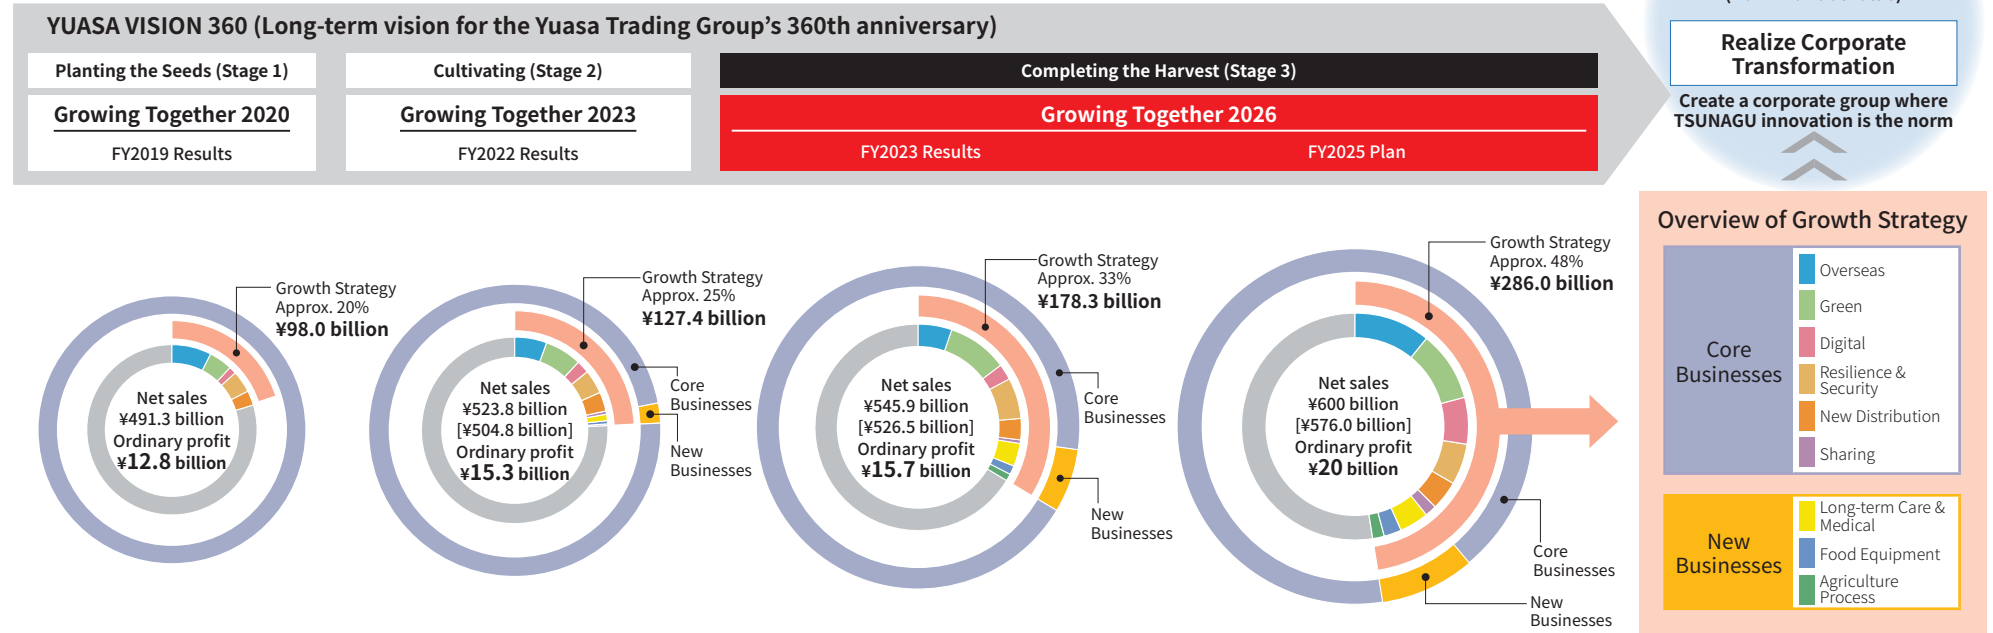 YUASA VISION 360 (Long-term vision for the Yuasa Trading Group's 360th anniversary)
Planting the Seeds (Stage 1)
Growing Together 2020
FY2019 Results
Cultivating (Stage 2)
Growing Together 2023
FY2022 Results
Completing the Harvest (Stage 3)
Growing Together 2026
FY2023 Results
FY2025 Plan
Realize Corporate
Transformation
Create a corporate group where
TSUNAGU innovation is the norm
Growth Strategy
Approx. 20%
¥98.0 billion
Net sales
¥491.3 billion
Ordinary profit
¥12.8 billion
Growth Strategy
Approx. 25%
¥127.4 billion
Net sales
¥523.8 billion
[¥504.8 billion]
Ordinary profit
¥15.3 billion
Core
Businesses
New
Businesses
Growth Strategy
Approx. 33%
¥178.3 billion
Net sales
¥545.9 billion
[¥526.5 billion]
Ordinary profit
¥15.7 billion
Core
Businesses
New
Businesses
Growth Strategy
Approx. 48%
¥286.0 billion
Net sales
¥600 billion
[¥576.0 billion]
Ordinary profit
¥20 billion
Core
Businesses
New
Businesses
Overview of Growth Strategy
Core
Businesses
Overseas
Green
Digital
Resilience &
Security
New Distribution
Sharing
New
Businesses
Long-term Care &
Medical
Food Equipment
Agriculture
Process